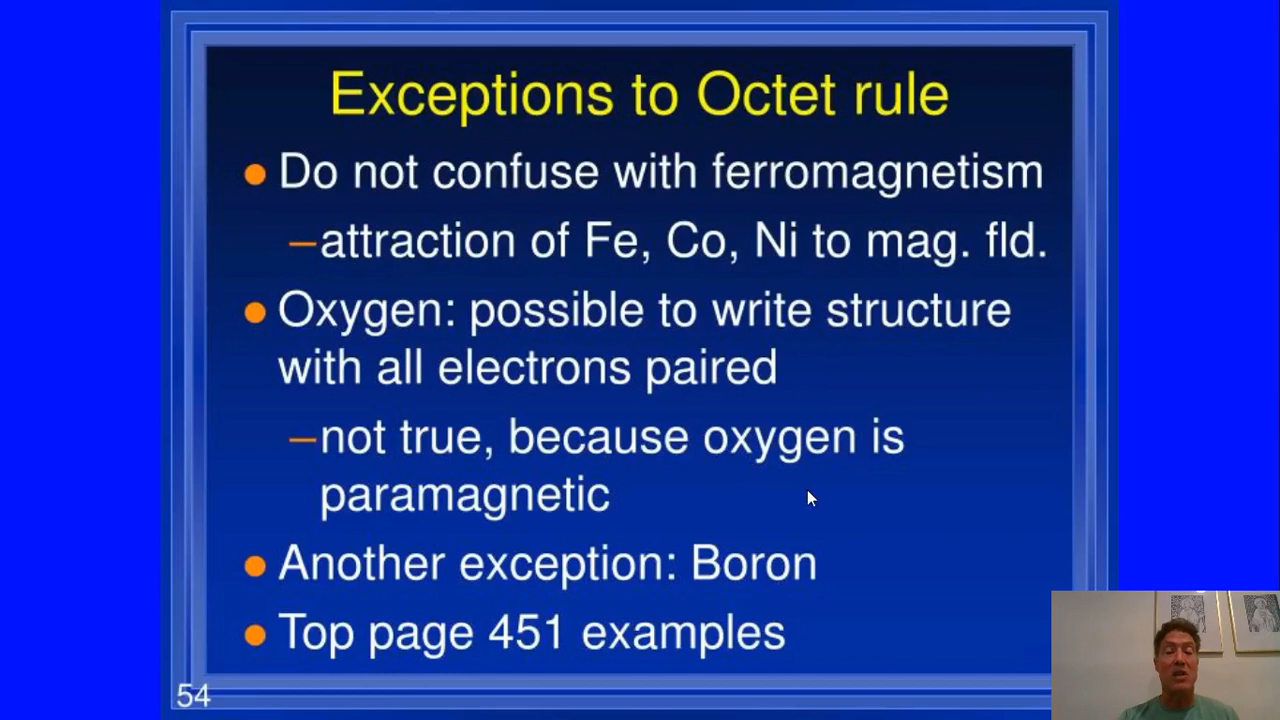 Exceptions to Octet rule
● Do not confuse with ferromagnetism
–attraction of Fe, Co, Ni to mag. fld.
● Oxygen: possible to write structure
with all electrons paired
–not true, because oxygen is
paramagnetic
● Another exception: Boron
● Top page 451 examples
54